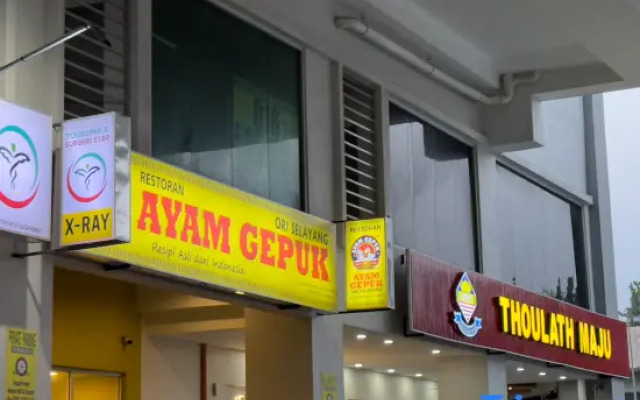 X-RAY
RESTORAN
ORI SELAYANG
AYAM GEPUK
Resipi Asli dari Indonesia
RESTORAN
AYAM
GEPUK
THOULATH MAJU